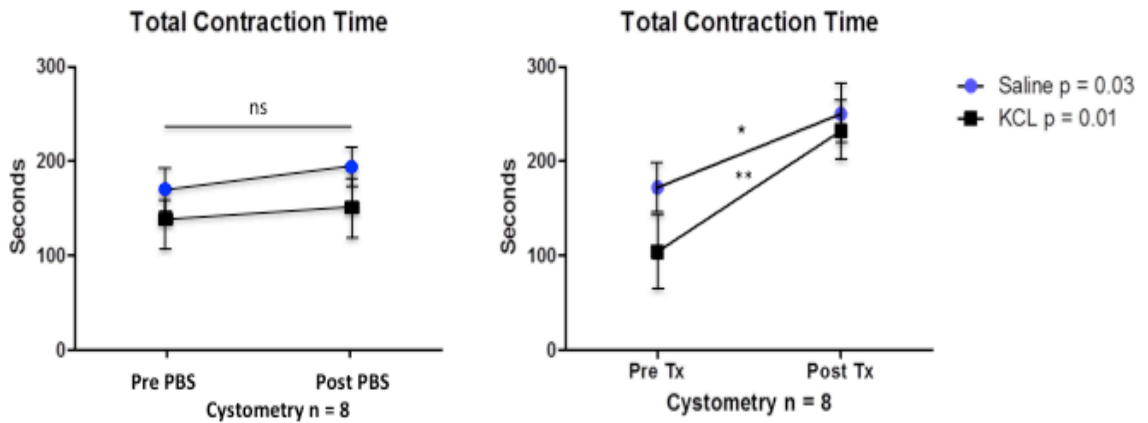 Total Contraction Time
Seconds
300
200
100
0
ns
Pre PBS
Post PBS
Cystometry n = 8
Total Contraction Time
Seconds
300
200
100
0
*
**
Pre Tx
Post Tx
Cystometry n = 8
Saline p = 0.03
KCL p = 0.01